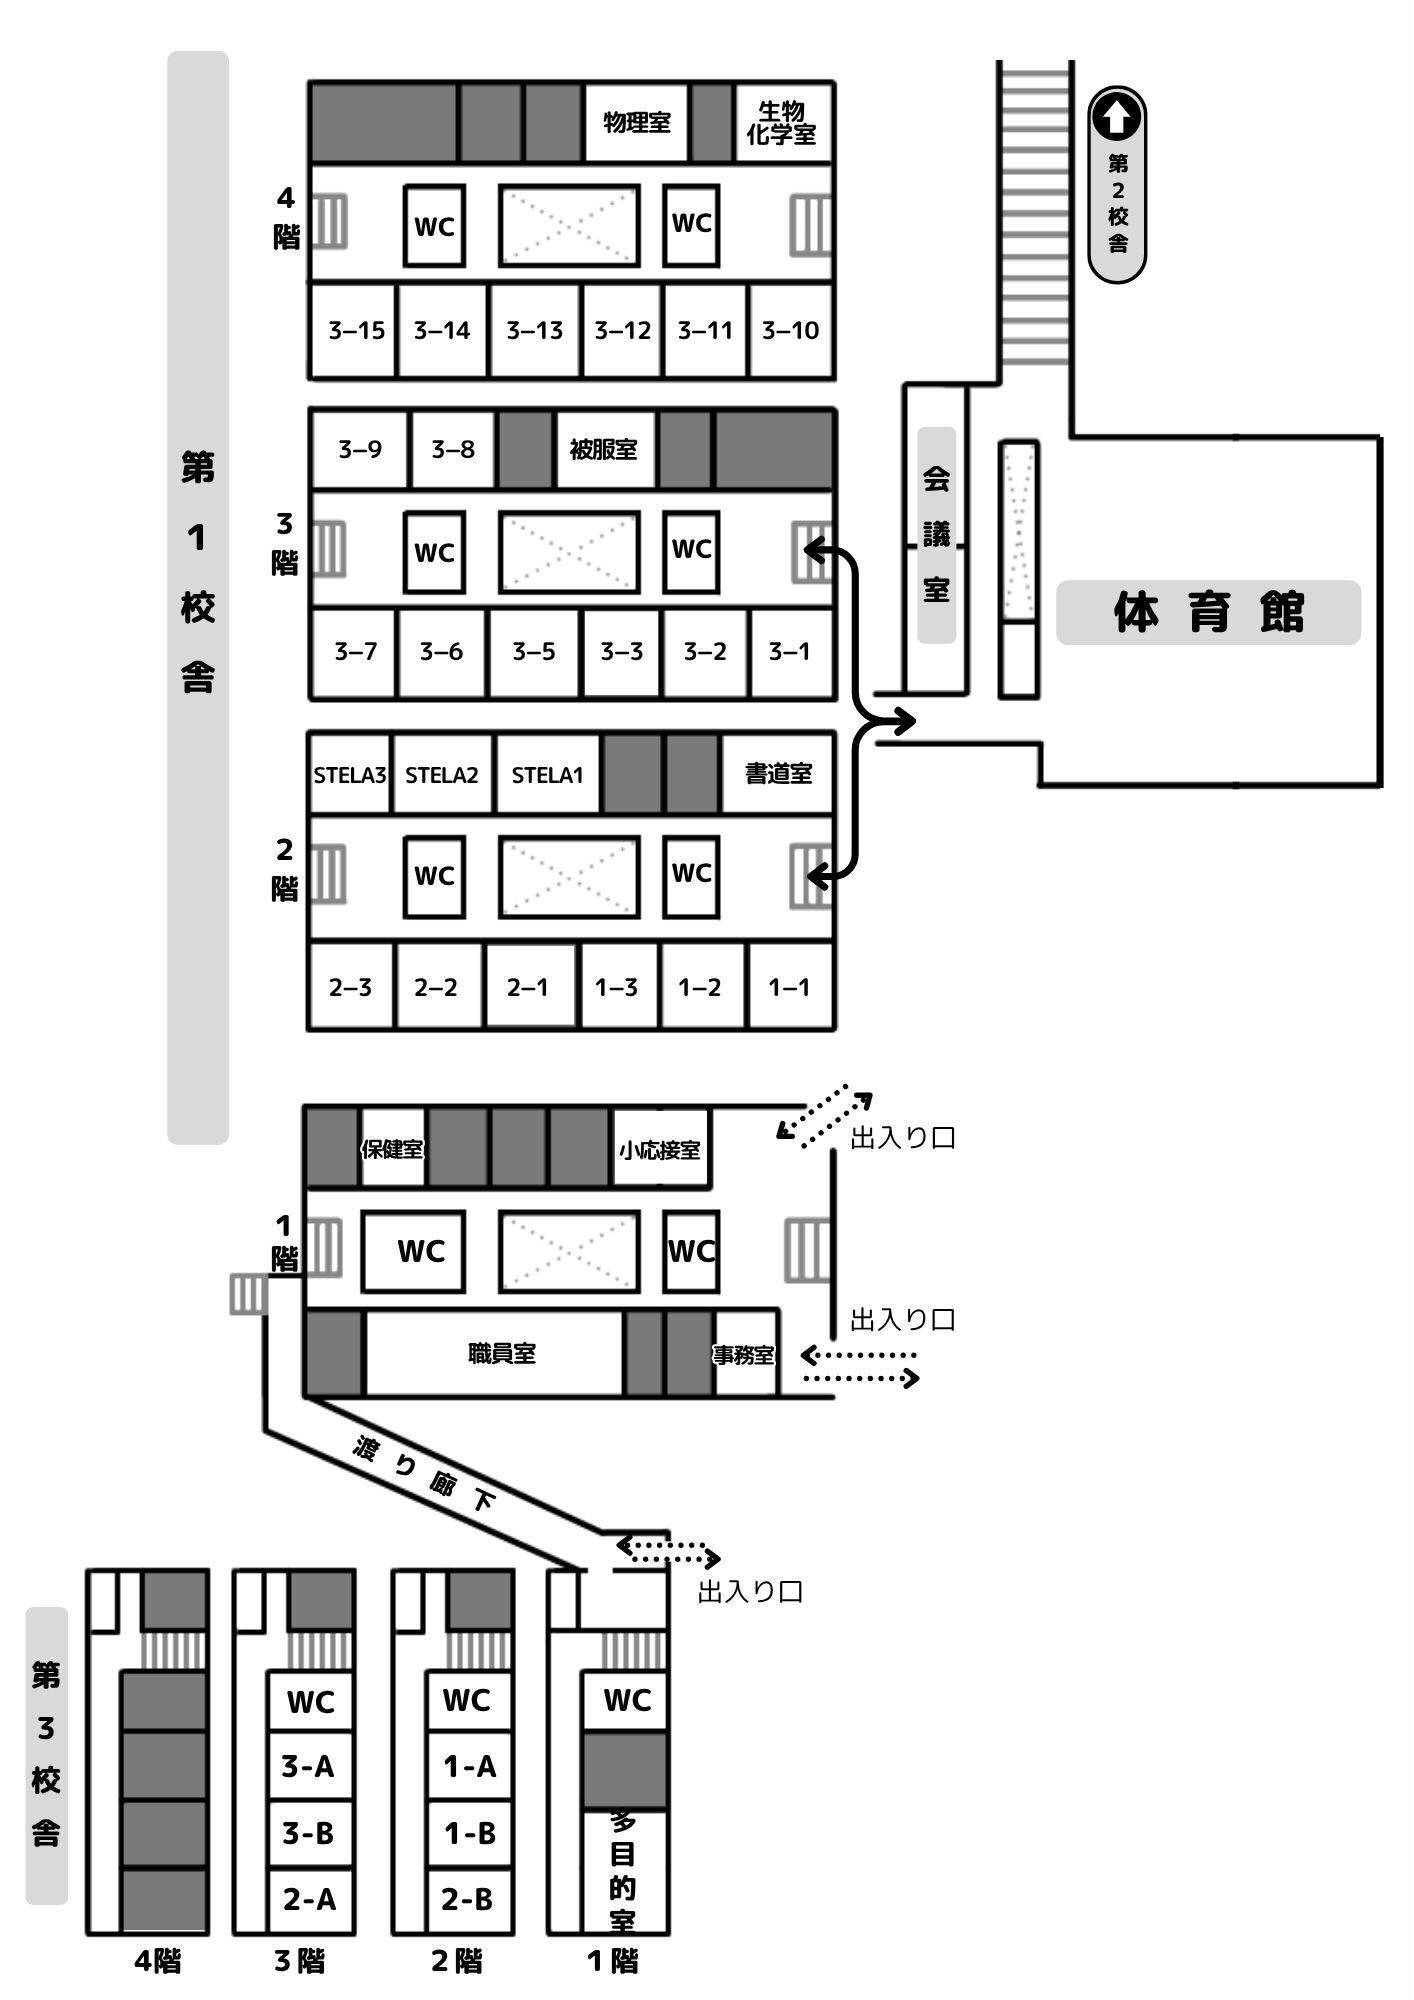 第1校舎
4階
物理室
生物
化学室
WC
WC
3–15
3–14
3–13
3–12
3–11
3–10
第2校舎
3階
3–9
3–8
被服室
WC
WC
3–7
3–6
3–5
3–3
3–2
3–1
会議室
体育館
2階
STELA3
STELA2
STELA1
書道室
WC
WC
2–3
2–2
2–1
1–3
1–2
1–1
1階
保健室
小応接室
出入り口
WC
WC
職員室
事務室
出入り口
渡り廊下
出入り口
第3校舎
4階
WC
3-A
3-B
2-A
3階
WC
1-A
1-B
2-B
2階
WC
多目的室
1階